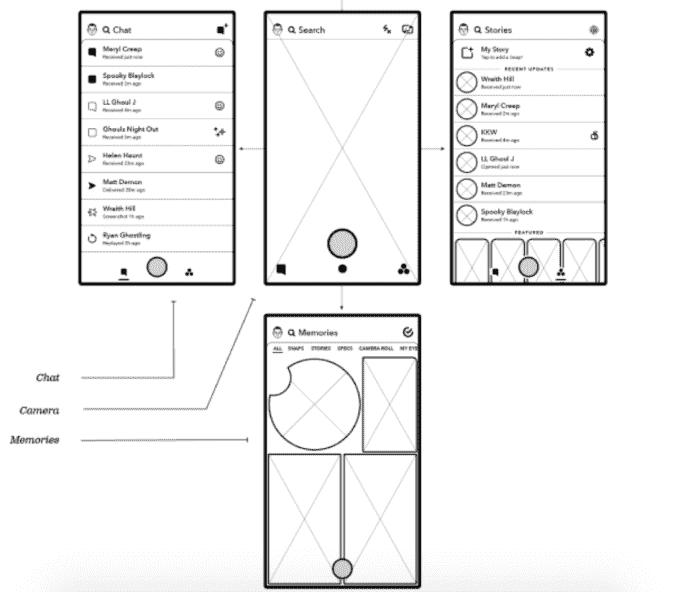 Chat
Meryl Creep
Received just now
Spooky Blaylock
Received 2m ago
LL Ghoul J
Received 4m ago
Ghoulz Night Out
Received 5m ago
Helen Haunt
Received 23m ago
Matt Demon
Delivered 30m ago
Wraith Hill
Screenshot 1h ago
Ryan Ghostling
Replayed 2h ago
Search
Stories
My Story
Tap to add a Snap!
RECENT UPDATES
Wraith Hill
Received just now
Meryl Creep
Received 2m ago
KKW
Received 4m ago
LL Ghoul J
Opened just now
Matt Demon
Received 23m ago
Spooky Blaylock
Received 1h ago
FEATURED
Memories
ALL SNAPS STORIES SPECS CAMERA ROLL MY EYE
Chat
Camera
Memories